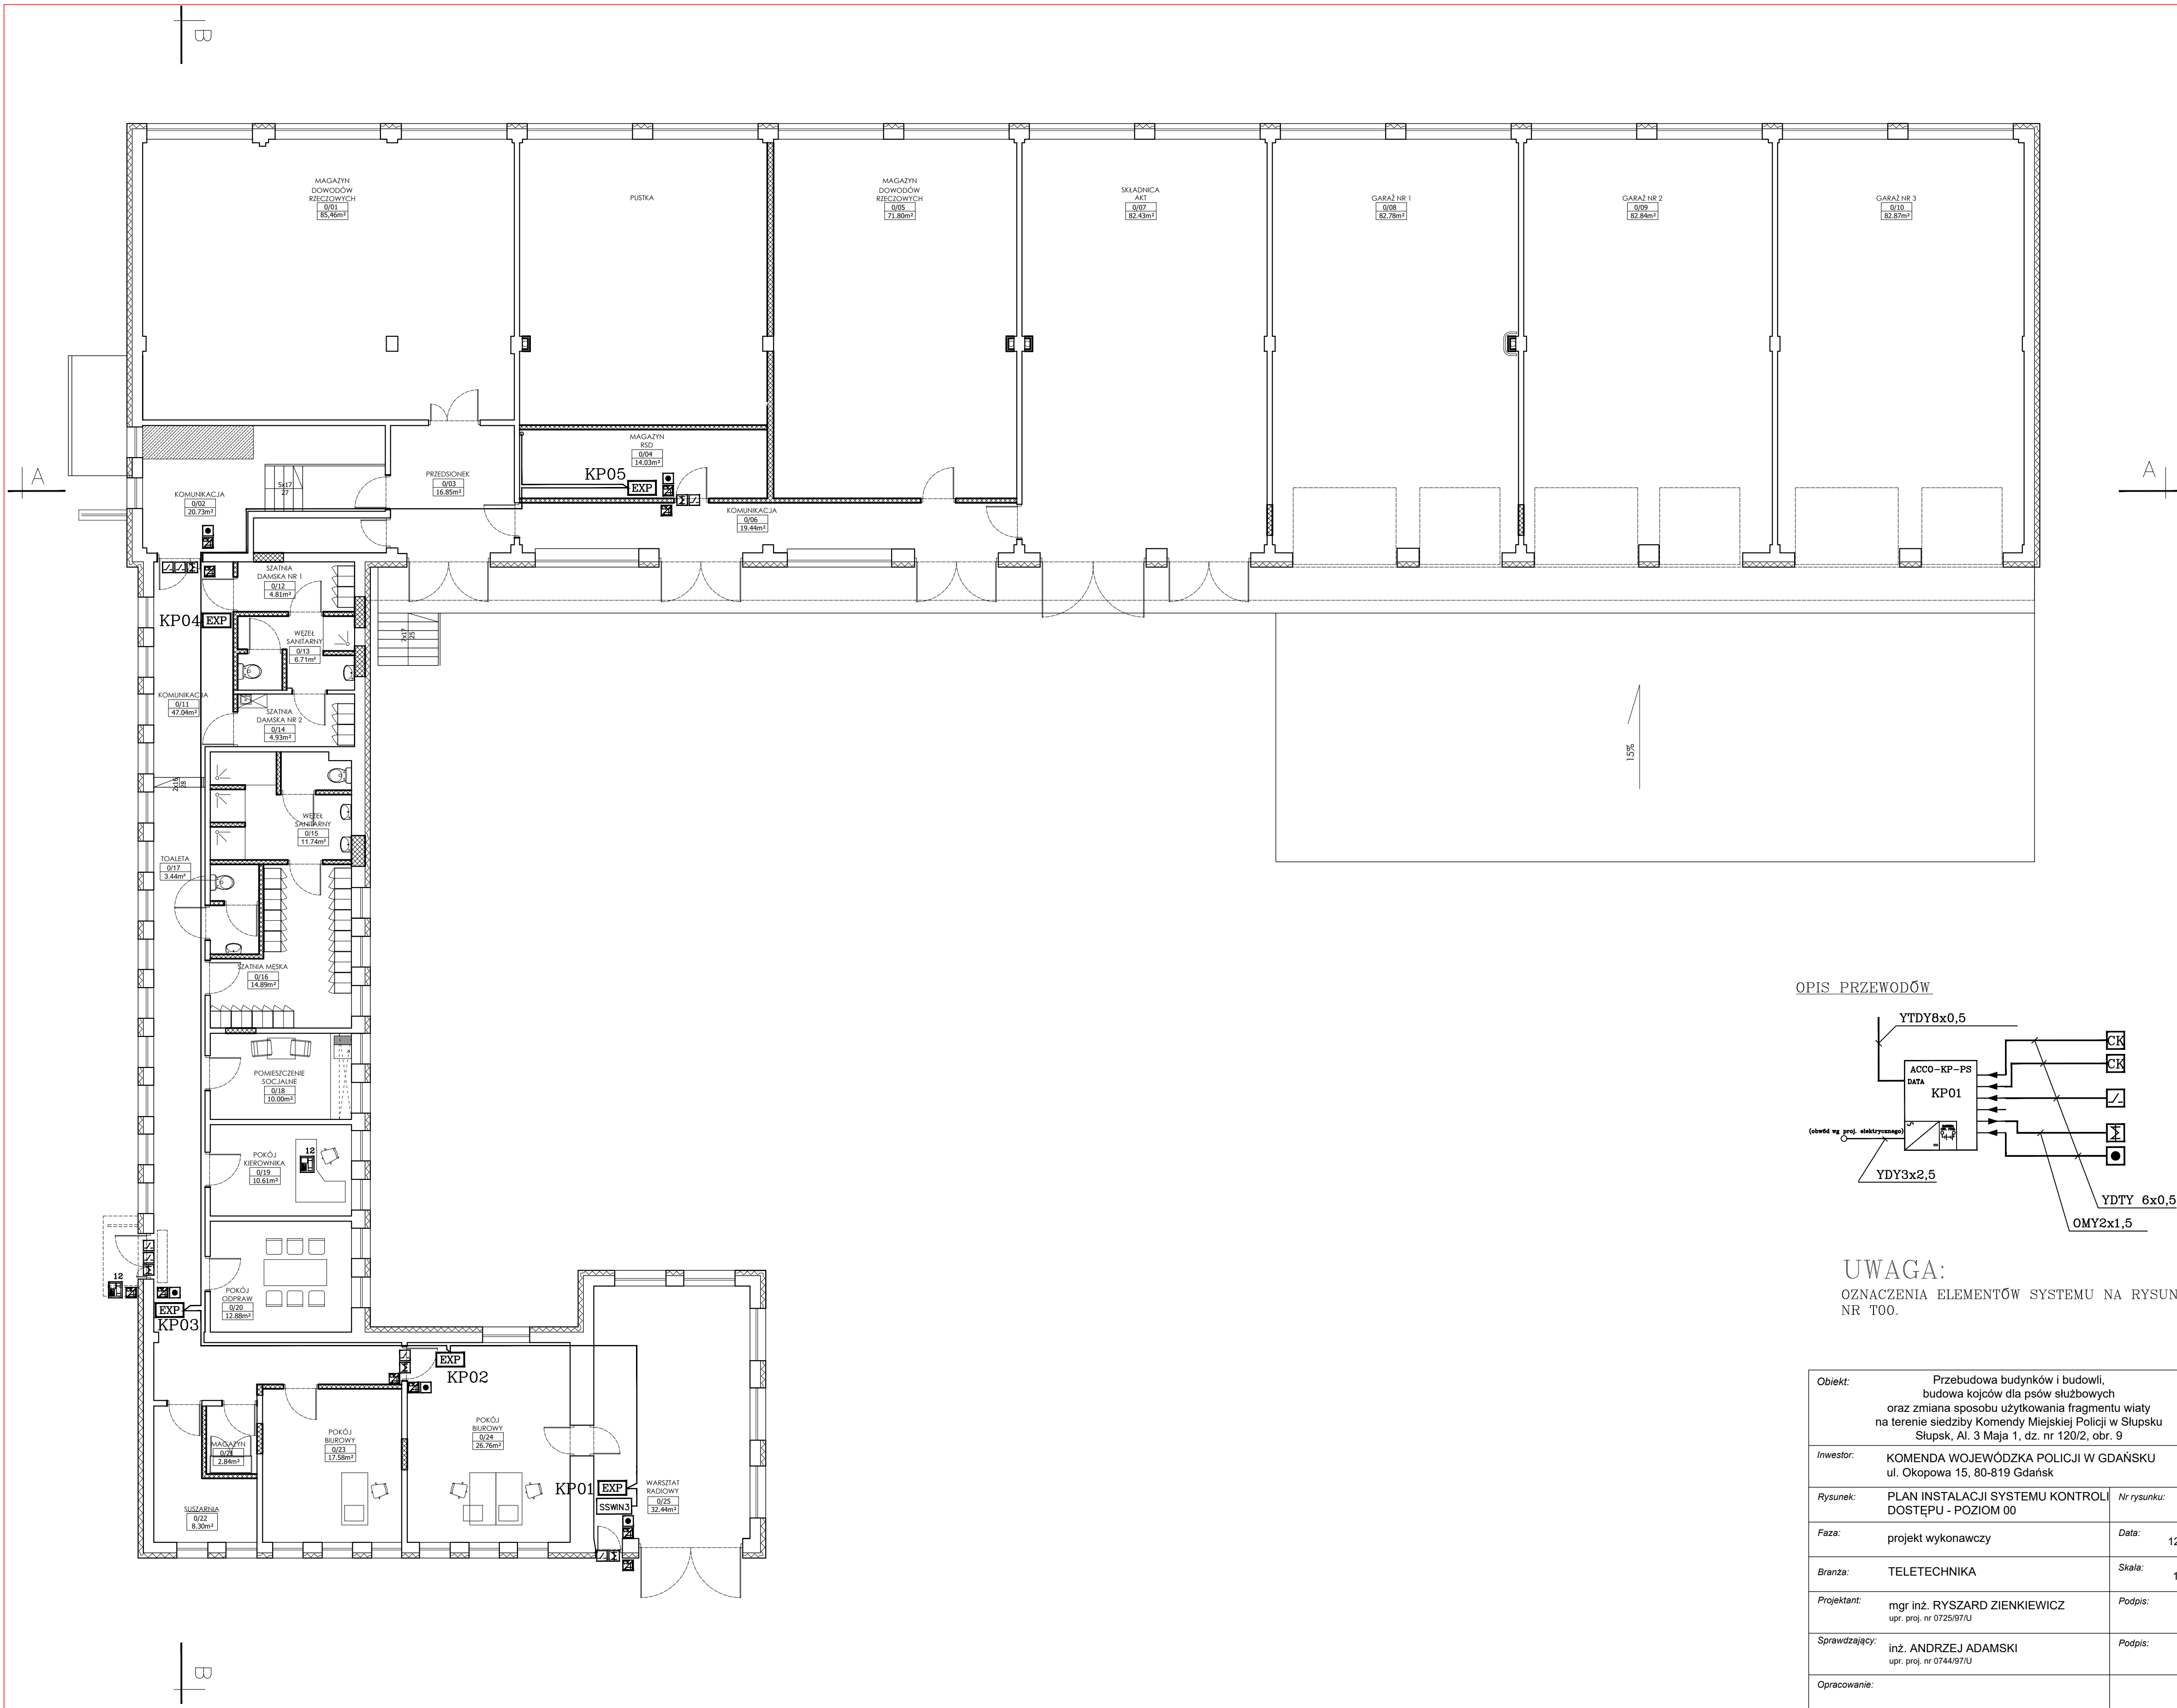 B
MAGAZYN
DOWODÓW
RZECZOWYCH
0/01
85,46m²
PUSTKA
MAGAZYN
DOWODÓW
RZECZOWYCH
0/05
71.80m²
SKŁADNICA
AKT
0/07
82.43m²
GARAŻ NR 1
0/08
82.78m²
GARAŻ NR 2
0/09
82.84m²
GARAŻ NR 3
0/10
82.87m²
A
A
MAGAZYN
RSD
0/04
14.03m²
KP05
EXP
PRZEDSIONEK
0/03
16.85m²
5x17
27
KOMUNIKACJA
0/02
20.73m²
KOMUNIKACJA
0/06
19.44m²
SZATNIA
DAMSKA NR 1
0/12
4.81m²
KP04
EXP
WĘZEŁ
SANITARNY
0/13
6.71m²
7x17
25
KOMUNIKACJA
0/11
47.04m²
SZATNIA
DAMSKA NR 2
0/14
4.93m²
15%
2x16
28
WĘZEŁ
SANITARNY
0/15
11.74m²
TOALETA
0/17
3.44m²
SZATNIA MĘSKA
0/16
14.89m²
POMIESZCZENIE
SOCJALNE
0/18
10.00m²
POKÓJ
KIEROWNIKA
0/19
10.61m²
12
12
POKÓJ
ODPRAW
0/20
12.88m²
EXP
KP03
EXP
KP02
POKÓJ
BIUROWY
0/24
26.76m²
POKÓJ
BIUROWY
0/23
17.58m²
MAGAZYN
0/21
2.84m²
SUSZARNIA
0/22
8.30m²
KP01
EXP
SSWIN3
WARSZTAT
RADIOWY
0/25
32.44m²
B
OPIS PRZEWODÓW
YTDY8x0,5
ACCO-KP-PS
DATA
KP01
CK
CK
(obwód wg proj. elektrycznego)
YDY3x2,5
YDTY 6x0,5
OMY2x1,5
UWAGA:
OZNACZENIA ELEMENTÓW SYSTEMU NA RYSUN
NR T00.
Obiekt:
Przebudowa budynków i budowli,
budowa kojców dla psów służbowych
oraz zmiana sposobu użytkowania fragmentu wiaty
na terenie siedziby Komendy Miejskiej Policji w Słupsku
Słupsk, Al. 3 Maja 1, dz. nr 120/2, obr. 9
Inwestor:
KOMENDA WOJEWÓDZKA POLICJI W GDAŃSKU
ul. Okopowa 15, 80-819 Gdańsk
Rysunek:
PLAN INSTALACJI SYSTEMU KONTROLI
DOSTĘPU - POZIOM 00
Nr rysunku:
Faza:
projekt wykonawczy
Data:
12
Branża:
TELETECHNIKA
Skala:
1
Projektant:
mgr inż. RYSZARD ZIENKIEWICZ
upr. proj. nr 0725/97/U
Podpis:
Sprawdzający:
inż. ANDRZEJ ADAMSKI
upr. proj. nr 0744/97/U
Podpis:
Opracowanie: